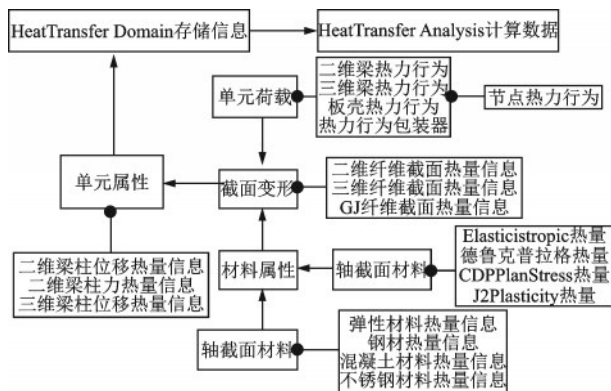 HeatTransfer Domain存储信息
HeatTransfer Analysis计算数据
二维梁热力行为
三维梁热力行为
板壳热力行为
热力行为包装器
单元荷载
节点热力行为
单元属性
截面变形
二维纤维截面热量信息
三维纤维截面热量信息
GJ纤维截面热量信息
二维梁柱位移热量信息
二维梁柱力热量信息
三维梁柱位移热量信息
材料属性
轴截面材料
Elasticistropic热量
德鲁克普拉格热量
CDPPlanStress热量
J2Plasticity热量
轴截面材料
弹性材料热量信息
钢材热量信息
混凝土材料热量信息
不锈钢材料热量信息